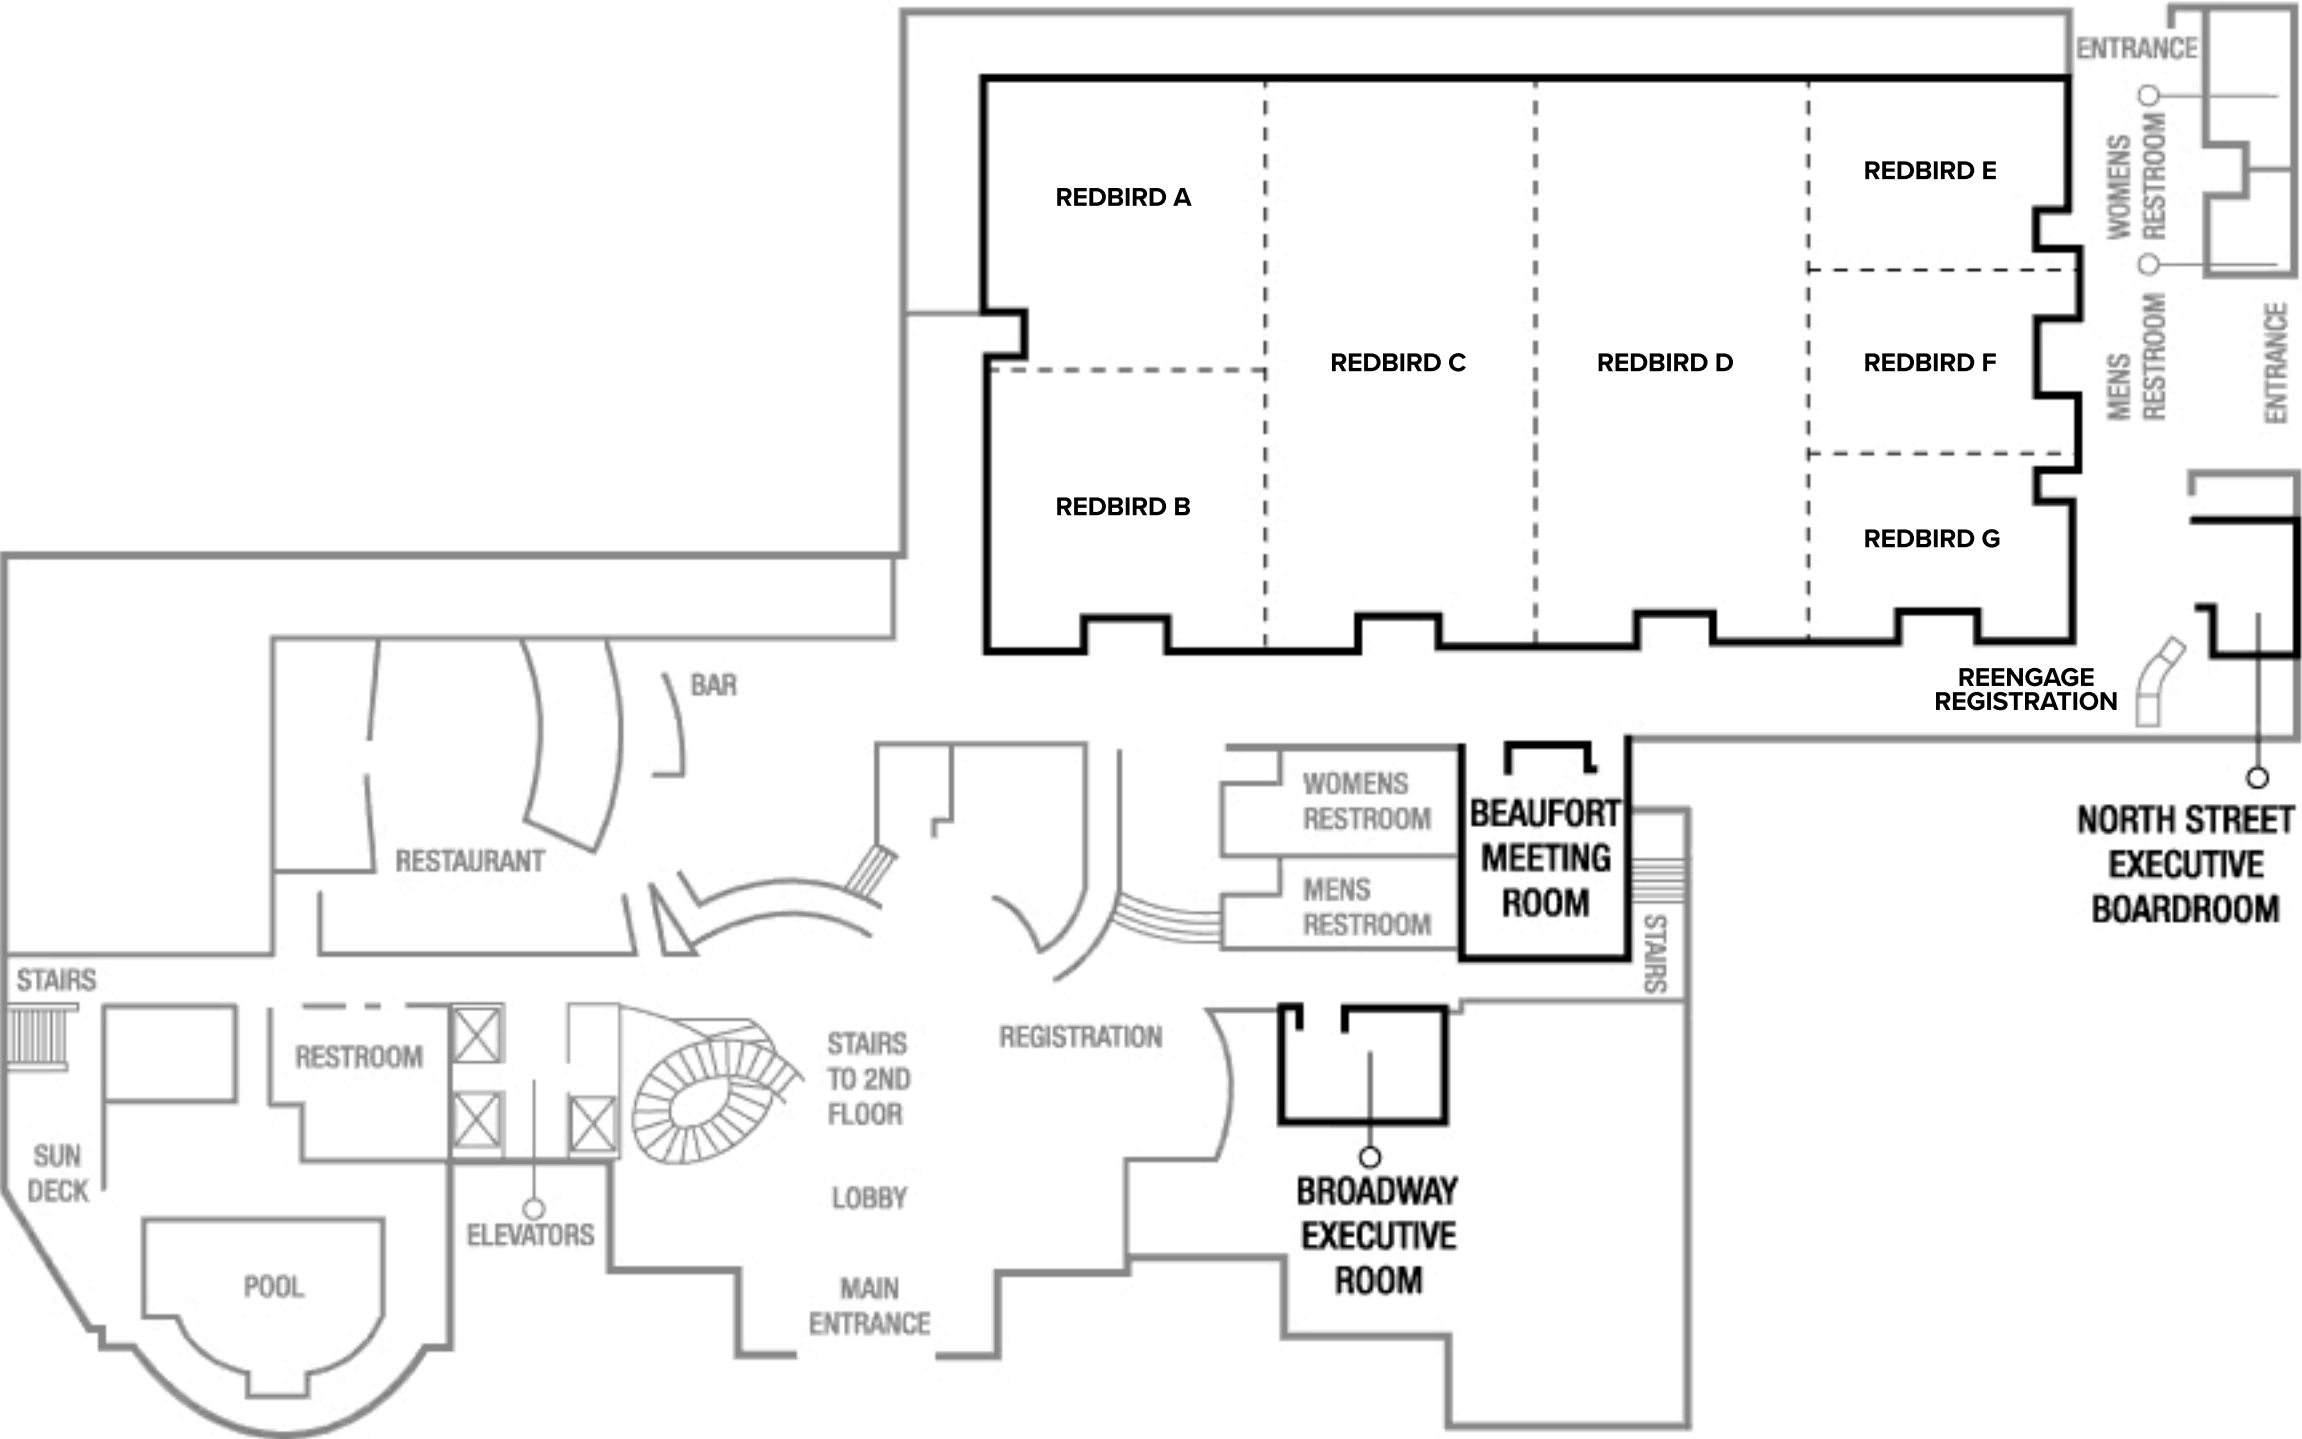 ENTRANCE
REDBIRD A
REDBIRD E
WOMENS
RESTROOM
REDBIRD C
REDBIRD D
REDBIRD F
MENS
RESTROOM
ENTRANCE
REDBIRD B
REDBIRD G
REENGAGE
REGISTRATION
BAR
RESTAURANT
WOMENS
RESTROOM
MENS
RESTROOM
BEAUFORT
MEETING
ROOM
STAIRS
NORTH STREET
EXECUTIVE
BOARDROOM
STAIRS
RESTROOM
STAIRS
TO 2ND
FLOOR
REGISTRATION
SUN
DECK
ELEVATORS
LOBBY
BROADWAY
EXECUTIVE
ROOM
POOL
MAIN
ENTRANCE